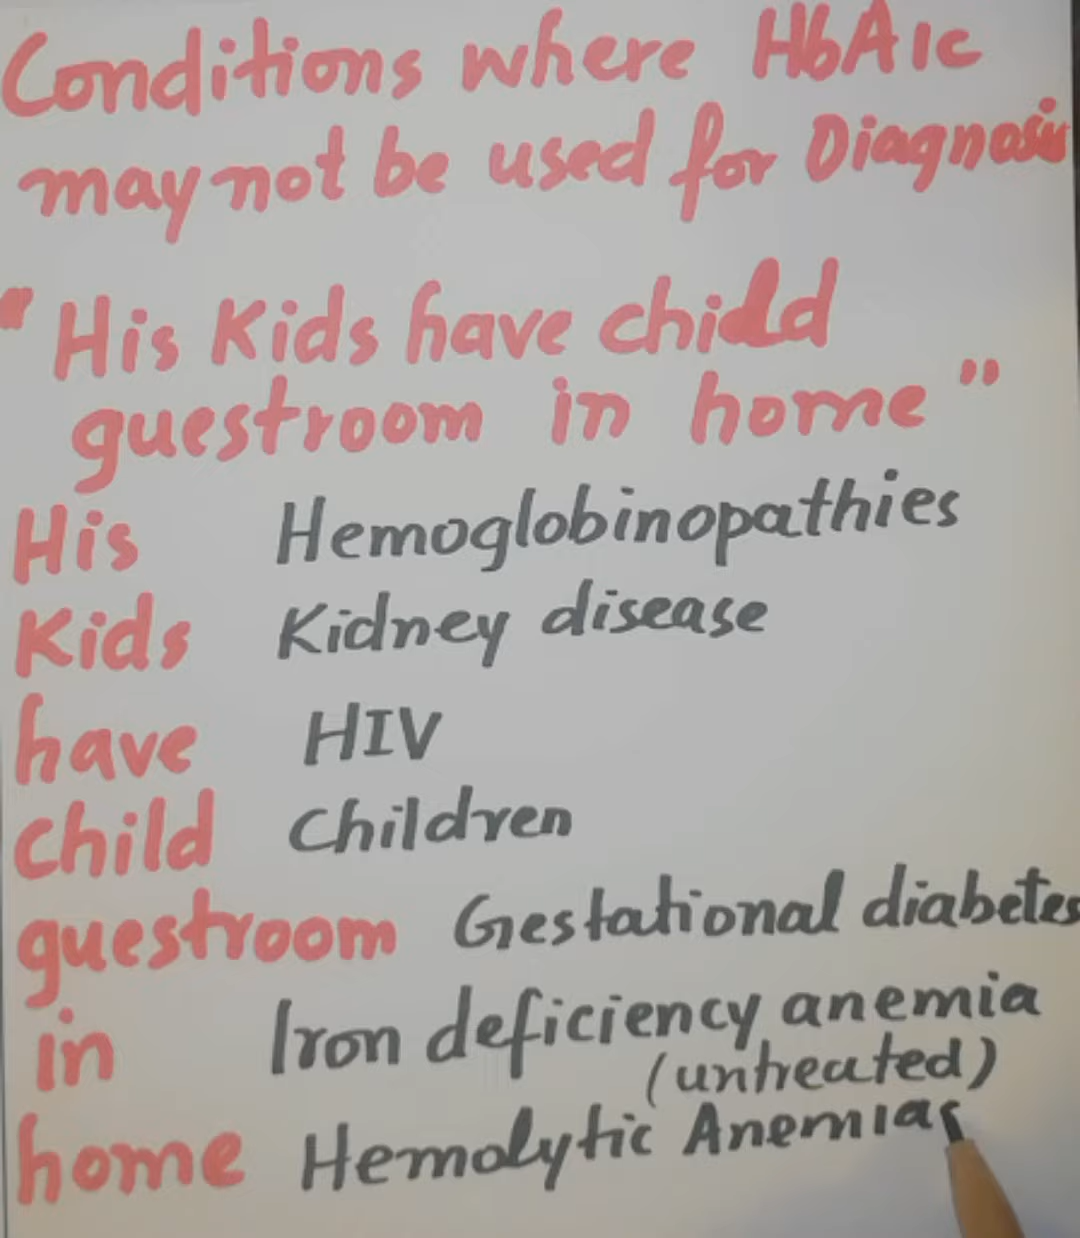 Conditions where HbA1c
may not be used for Diagnosis
"His Kids have child
guestroom in home"
His Hemoglobinopathies
Kids Kidney disease
have HIV
child Children
guestroom Gestational diabetes
in Iron deficiency anemia
(untreated)
home Hemolytic Anemias